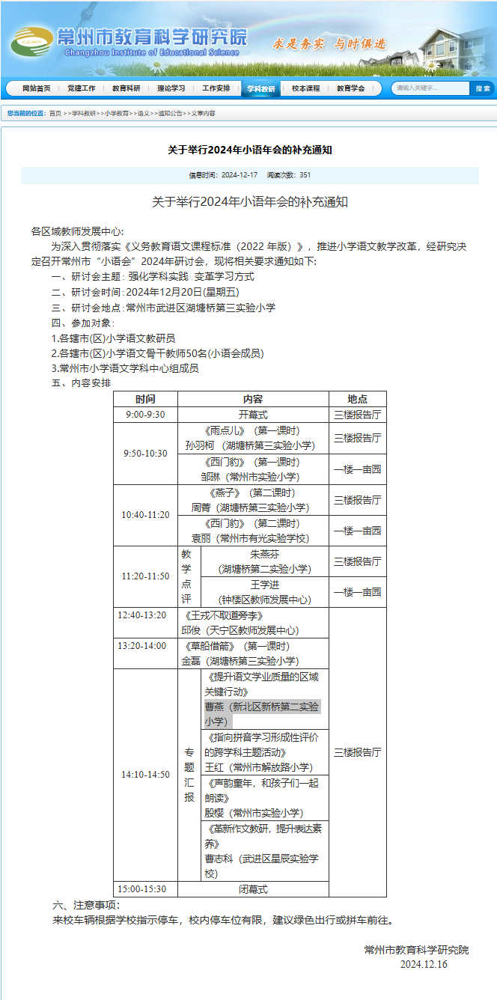 常州市教育科学研究院
Changzhou Institute of Educational Science
CZJKY
求是务实 与时俱进
网站首页 党建工作 教育科研 理论学习 工作安排 学科教研 校本课程 教育学会 请输入关键字... 搜 索
您当前的位置：首页 >>学科教研>>小学教育>>语文>>通知公告>>文章内容
关于举行2024年小语年会的补充通知
信息时间：2024-12-17 阅读次数：351
关于举行2024年小语年会的补充通知
各区域教师发展中心:
为深入贯彻落实《义务教育语文课程标准（2022 年版）》，推进小学语文教学改革，经研究决
定召开常州市“小语会”2024年研讨会，现将相关要求通知如下:
一、研讨会主题: 强化学科实践 变革学习方式
二、研讨会时间:2024年12月20日(星期五)
三、研讨会地点:常州市武进区湖塘桥第三实验小学
四、参加对象:
1.各辖市(区)小学语文教研员
2.各辖市(区)小学语文骨干教师50名(小语会成员)
3.常州市小学语文学科中心组成员
五、内容安排
时间 内容 地点
9:00-9:30 开幕式 三楼报告厅
9:50-10:30
《雨点儿》（第一课时）
孙羽柯 （湖塘桥第三实验小学）
三楼报告厅
《西门豹》（第一课时）
邹琳（常州市实验小学）
一楼一亩园
10:40-11:20
《燕子》（第二课时）
周菁（湖塘桥第三实验小学）
三楼报告厅
《西门豹》（第二课时）
袁丽（常州市有光实验学校）
一楼一亩园
11:20-11:50
教
学
点
评
朱燕芬
（湖塘桥第二实验小学）
三楼报告厅
王学进
（钟楼区教师发展中心）
一楼一亩园
12:40-13:20
《王戎不取道旁李》
邱俊（天宁区教师发展中心）
13:20-14:00
《草船借箭》（第一课时）
金磊（湖塘桥第三实验小学）
14:10-14:50
专
题
汇
报
《提升语文学业质量的区域
关键行动》
曹燕（新北区新桥第二实验
小学）
《指向拼音学习形成性评价
的跨学科主题活动》
王红（常州市解放路小学）
《声韵童年，和孩子们一起
朗读》
殷樱（常州市实验小学）
《革新作文教研，提升表达素
养》
曹志科（武进区星辰实验学
校）
三楼报告厅
15:00-15:30 闭幕式
六、注意事项：
来校车辆根据学校指示停车，校内停车位有限，建议绿色出行或拼车前往。
常州市教育科学研究院
2024.12.16